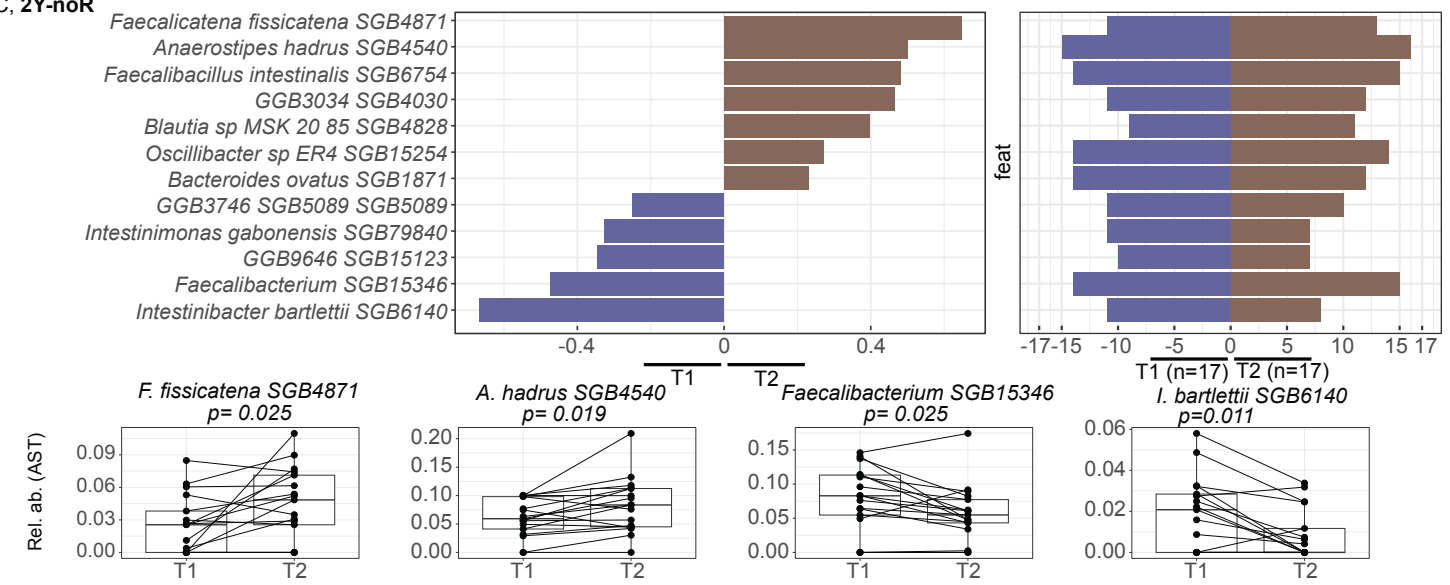 C, 2Y-noR
Faecalicatena fissicatena SGB4871
Anaerostipes hadrus SGB4540
Faecalibacillus intestinalis SGB6754
GGB3034 SGB4030
Blautia sp MSK 20 85 SGB4828
Oscillibacter sp ER4 SGB15254
Bacteroides ovatus SGB1871
GGB3746 SGB5089 SGB5089
Intestinimonas gabonensis SGB79840
GGB9646 SGB15123
Faecalibacterium SGB15346
Intestinibacter bartlettii SGB6140
-0.4 0 0.4
T1 T2
feat
-17 -15 -10 -5 0 5 10 15 17
T1 (n=17) T2 (n=17)
F. fissicatena SGB4871
p= 0.025
Rel. ab. (AST)
0.09
0.06
0.03
0.00
T1 T2
A. hadrus SGB4540
p= 0.019
0.20
0.15
0.10
0.05
0.00
T1 T2
Faecalibacterium SGB15346
p= 0.025
0.15
0.10
0.05
0.00
T1 T2
I. bartlettii SGB6140
p=0.011
0.06
0.04
0.02
0.00
T1 T2